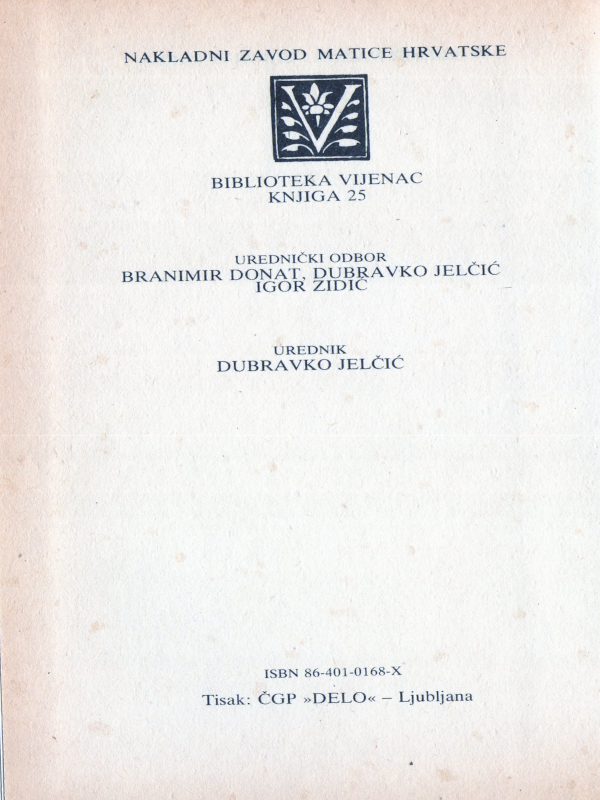 NAKLADNI ZAVOD MATICE HRVATSKE
V
BIBLIOTEKA VIJENAC
KNJIGA 25
UREDNIČKI ODBOR
BRANIMIR DONAT, DUBRAVKO JELČIĆ
IGOR ZIDIĆ
UREDNIK
DUBRAVKO JELČIĆ
ISBN 86-401-0168-X
Tisak: ČGP »DELO« – Ljubljana